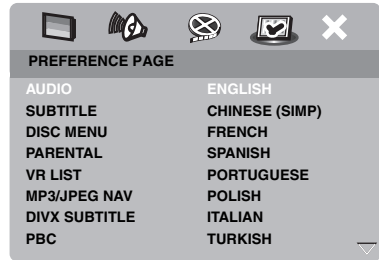 PREFERENCE PAGE
AUDIO ENGLISH
SUBTITLE CHINESE (SIMP)
DISC MENU FRENCH
PARENTAL SPANISH
VR LIST PORTUGUESE
MP3/JPEG NAV POLISH
DIVX SUBTITLE ITALIAN
PBC TURKISH